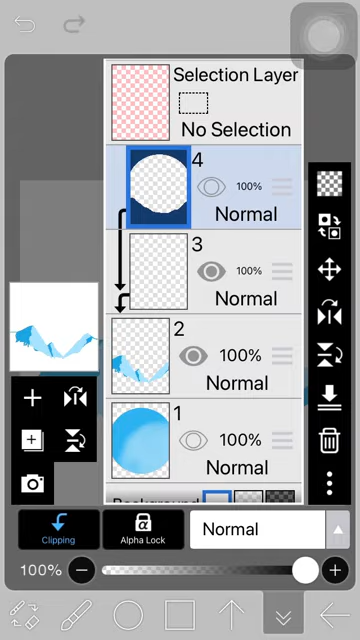 Selection Layer
No Selection
4
100%
Normal
3
100%
Normal
2
100%
Normal
1
100%
Normal
Clipping
α
Alpha Lock
Normal
100%